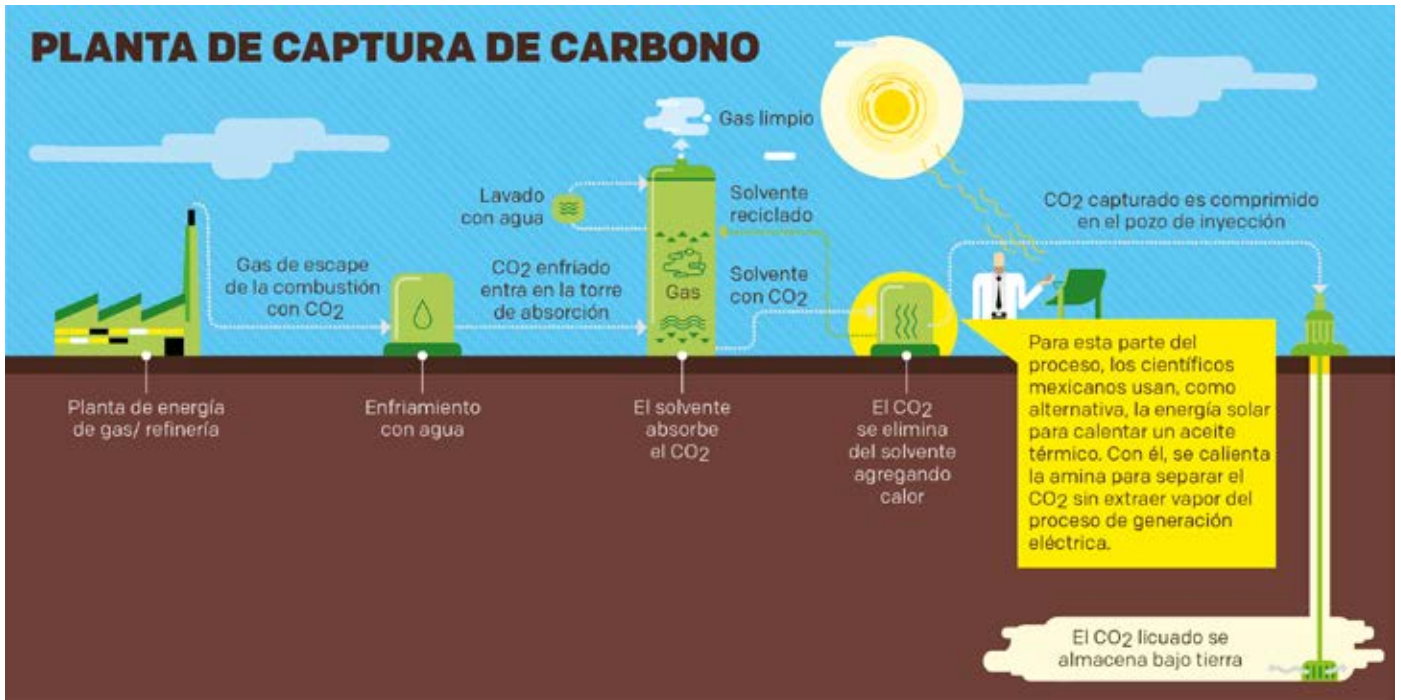 PLANTA DE CAPTURA DE CARBONO
Gas limpio
Lavado
con agua
Solvente
reciclado
CO2 capturado es comprimido
en el pozo de inyección
Gas de escape
de la combustión
con CO2
CO2 enfriado
entra en la torre
de absorción
Gas
Solvente
con CO2
Planta de energía
de gas/ refinería
Enfriamiento
con agua
El solvente
absorbe
el CO2
El CO2
se elimina
del solvente
agregando
calor
Para esta parte del
proceso, los científicos
mexicanos usan, como
alternativa, la energía solar
para calentar un aceite
térmico. Con él, se calienta
la amina para separar el
CO2 sin extraer vapor del
proceso de generación
eléctrica.
El CO2 licuado se
almacena bajo tierra